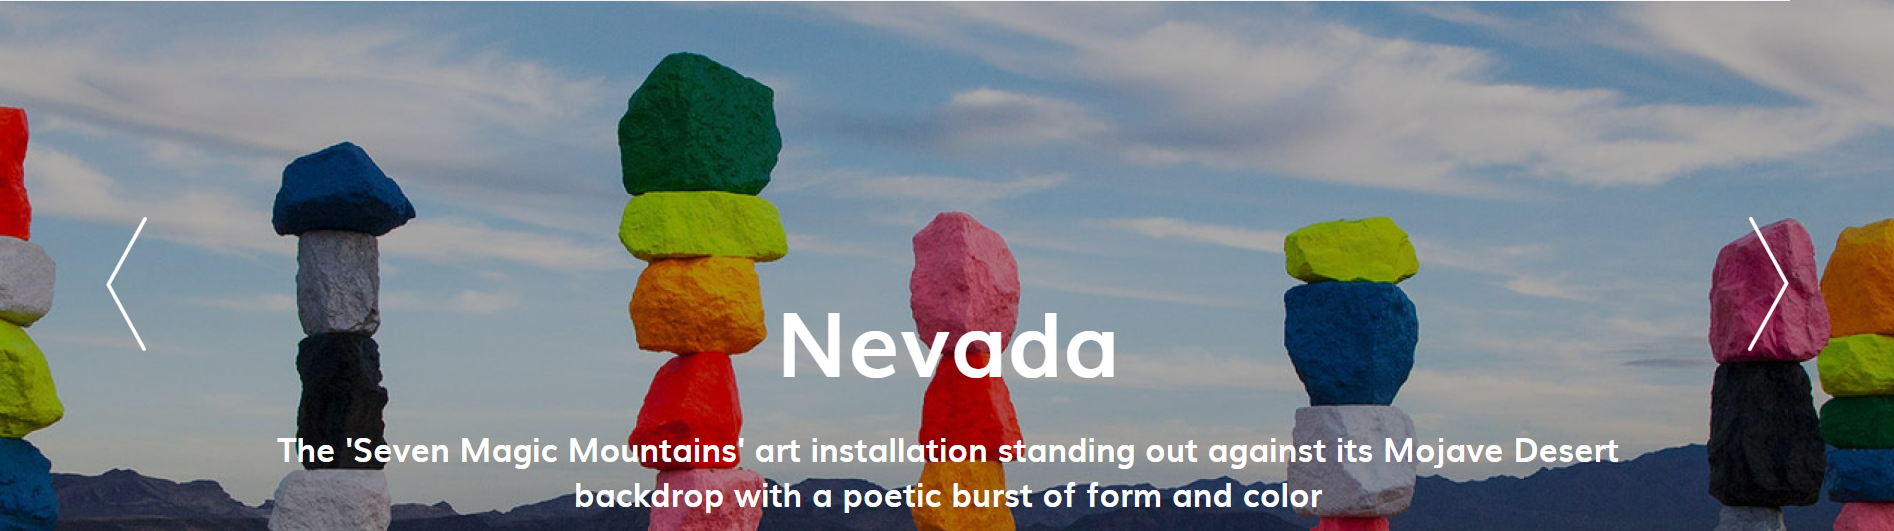 Nevada
The 'Seven Magic Mountains' art installation standing out against its Mojave Desert
backdrop with a poetic burst of form and color